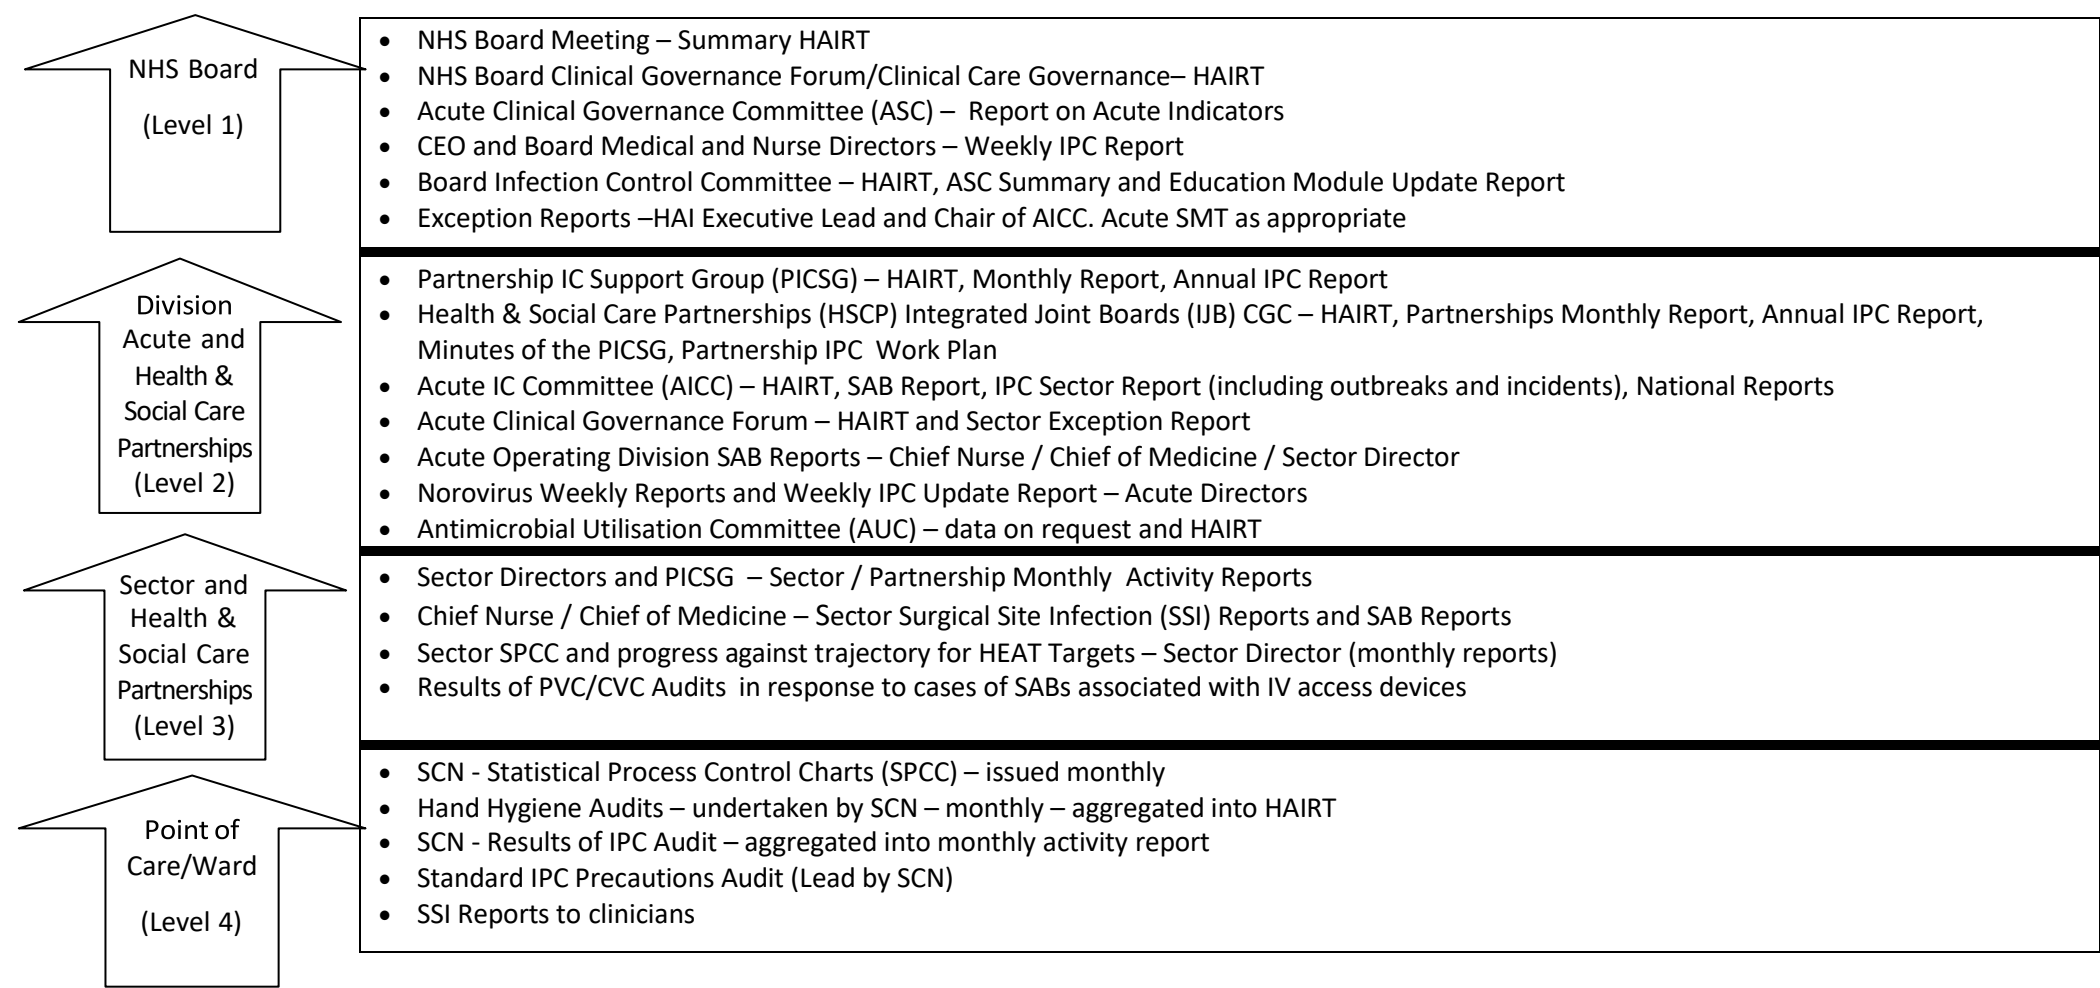 NHS Board
(Level 1)
• NHS Board Meeting – Summary HAIRT
• NHS Board Clinical Governance Forum/Clinical Care Governance– HAIRT
• Acute Clinical Governance Committee (ASC) – Report on Acute Indicators
• CEO and Board Medical and Nurse Directors – Weekly IPC Report
• Board Infection Control Committee – HAIRT, ASC Summary and Education Module Update Report
• Exception Reports –HAI Executive Lead and Chair of AICC. Acute SMT as appropriate
Division
Acute and
Health &
Social Care
Partnerships
(Level 2)
• Partnership IC Support Group (PICSG) – HAIRT, Monthly Report, Annual IPC Report
• Health & Social Care Partnerships (HSCP) Integrated Joint Boards (IJB) CGC – HAIRT, Partnerships Monthly Report, Annual IPC Report,
Minutes of the PICSG, Partnership IPC Work Plan
• Acute IC Committee (AICC) – HAIRT, SAB Report, IPC Sector Report (including outbreaks and incidents), National Reports
• Acute Clinical Governance Forum – HAIRT and Sector Exception Report
• Acute Operating Division SAB Reports – Chief Nurse / Chief of Medicine / Sector Director
• Norovirus Weekly Reports and Weekly IPC Update Report – Acute Directors
• Antimicrobial Utilisation Committee (AUC) – data on request and HAIRT
Sector and
Health &
Social Care
Partnerships
(Level 3)
• Sector Directors and PICSG – Sector / Partnership Monthly Activity Reports
• Chief Nurse / Chief of Medicine – Sector Surgical Site Infection (SSI) Reports and SAB Reports
• Sector SPCC and progress against trajectory for HEAT Targets – Sector Director (monthly reports)
• Results of PVC/CVC Audits in response to cases of SABs associated with IV access devices
Point of
Care/Ward
(Level 4)
• SCN - Statistical Process Control Charts (SPCC) – issued monthly
• Hand Hygiene Audits – undertaken by SCN – monthly – aggregated into HAIRT
• SCN - Results of IPC Audit – aggregated into monthly activity report
• Standard IPC Precautions Audit (Lead by SCN)
• SSI Reports to clinicians